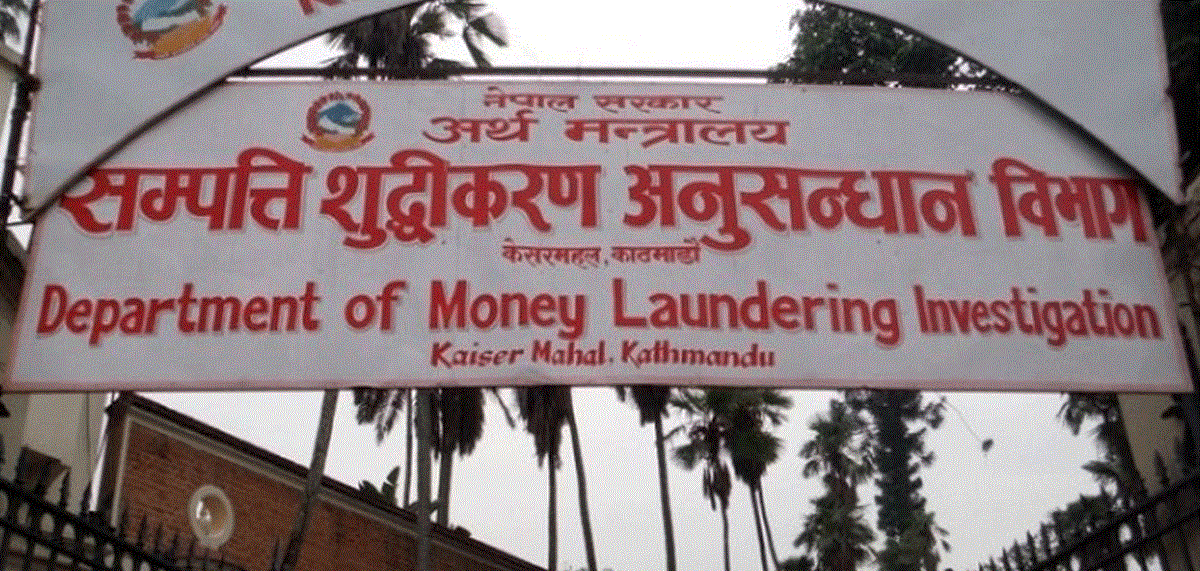 नेपाल सरकार
अर्थ मन्त्रालय
सम्पत्ति शुद्धीकरण अनुसन्धान विभाग
केसरमहल, काठमाडौं
Department of Money Laundering Investigation
Kaiser Mahal. Kathmandu